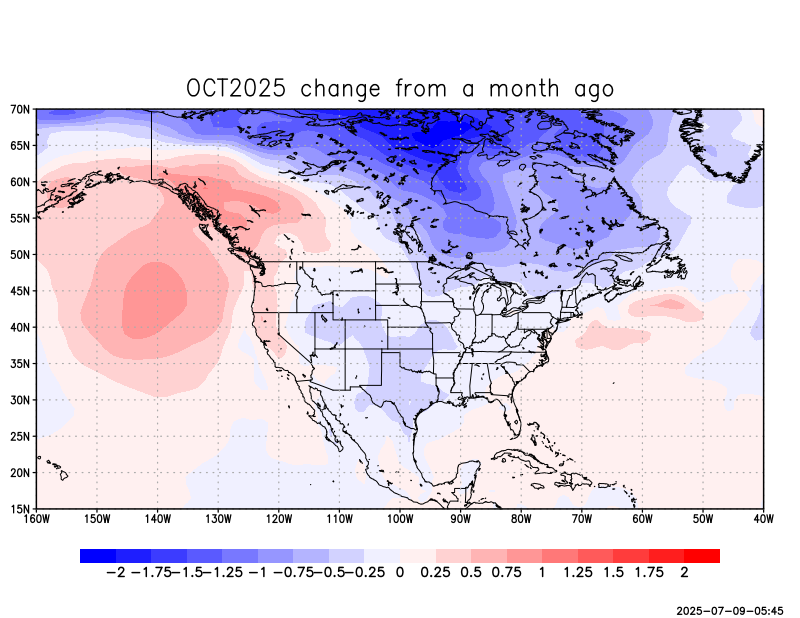 OCT2025 change from a month ago
70N
65N
60N
55N
50N
45N
40N
35N
30N
25N
20N
15N
160W 150W 140W 130W 120W 110W 100W 90W 80W 70W 60W 50W 40W
-2 -1.75 -1.5 -1.25 -1 -0.75 -0.5 -0.25 0 0.25 0.5 0.75 1 1.25 1.5 1.75 2
2025-07-09-05:45